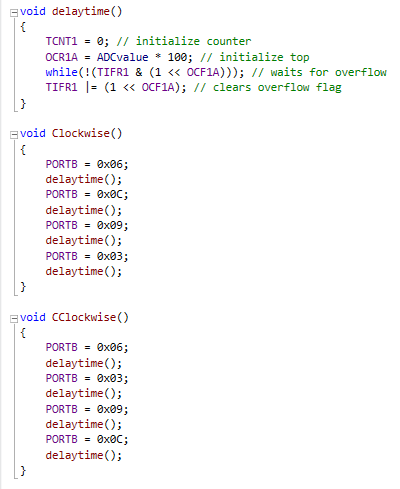 void delaytime()
{
    TCNT1 = 0; // initialize counter
    OCR1A = ADCvalue * 100; // initialize top
    while(!(TIFR1 & (1 << OCF1A))); // waits for overflow
    TIFR1 |= (1 << OCF1A); // clears overflow flag
}

void Clockwise()
{
    PORTB = 0x06;
    delaytime();
    PORTB = 0x0C;
    delaytime();
    PORTB = 0x09;
    delaytime();
    PORTB = 0x03;
    delaytime();
}

void CClockwise()
{
    PORTB = 0x06;
    delaytime();
    PORTB = 0x03;
    delaytime();
    PORTB = 0x09;
    delaytime();
    PORTB = 0x0C;
    delaytime();
}